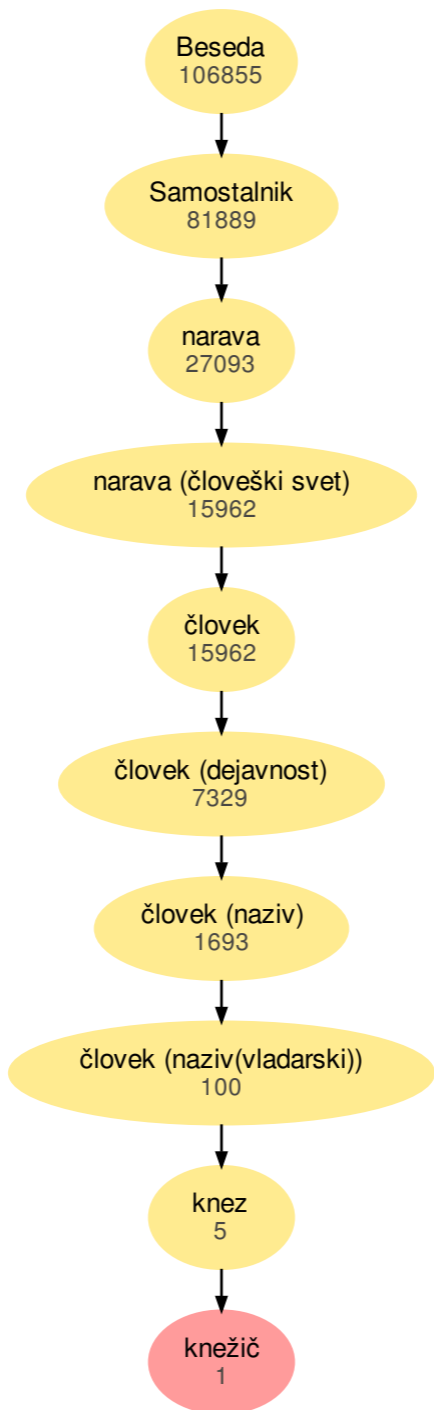 Beseda
106855
Samostalnik
81889
narava
27093
narava (človeški svet)
15962
človek
15962
človek (dejavnost)
7329
človek (naziv)
1693
človek (naziv(vladarski))
100
knez
5
knežič
1